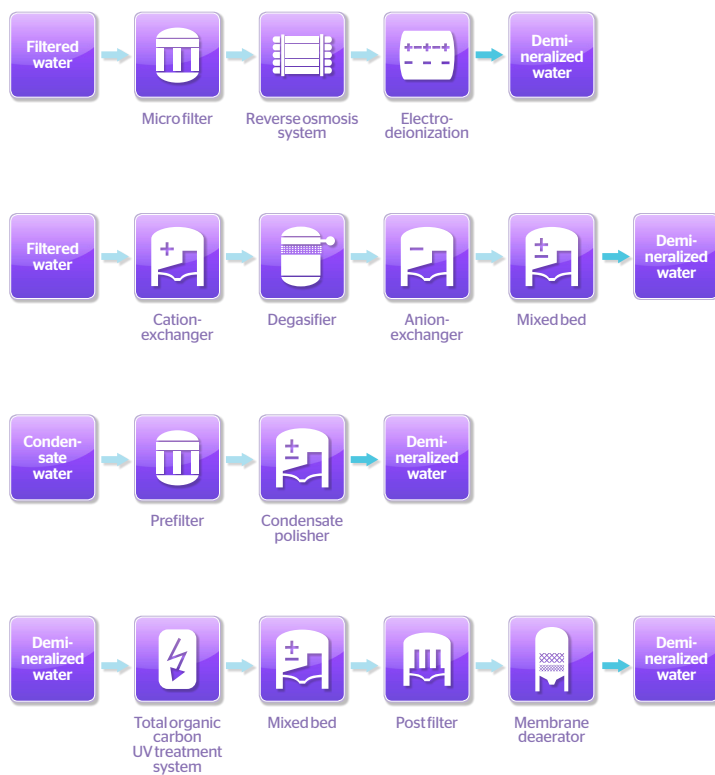 Filtered
water
Demi-
neralized
water
Micro filter
Reverse osmosis
system
Electro-
deionization
Filtered
water
Demi-
neralized
water
Cation-
exchanger
Degasifier
Anion-
exchanger
Mixed bed
Conden-
sate
water
Demi-
neralized
water
Prefilter
Condensate
polisher
Demi-
neralized
water
Demi-
neralized
water
Total organic
carbon
UV treatment
system
Mixed bed
Post filter
Membrane
deaerator